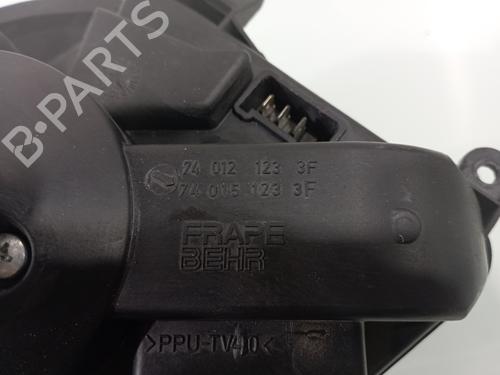 B-PARTS
74 012 123 3F
74 015 123 3F
FRAPE
BEHR
>PPU-TV40<